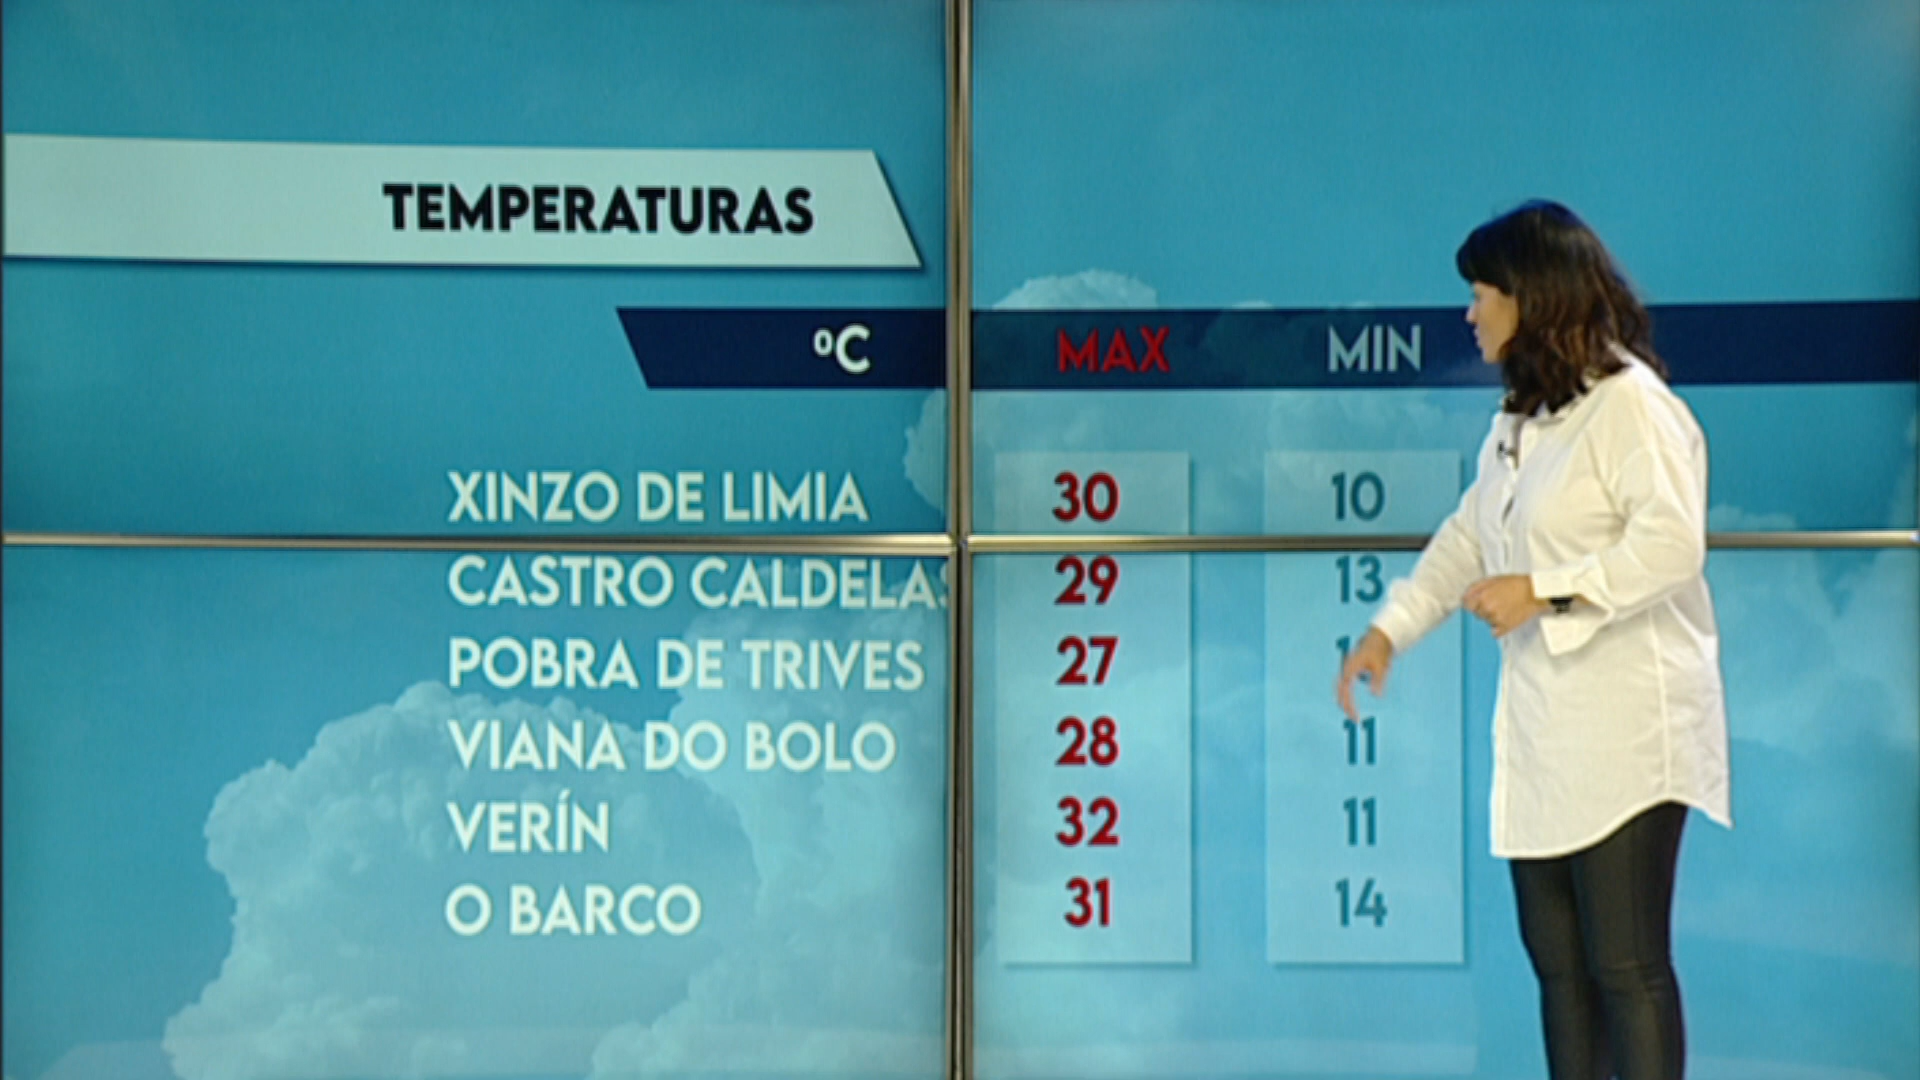 TEMPERATURAS
ºC MAX MIN
XINZO DE LIMIA 30 10
CASTRO CALDELAS 29 13
POBRA DE TRIVES 27
VIANA DO BOLO 28 11
VERÍN 32 11
O BARCO 31 14